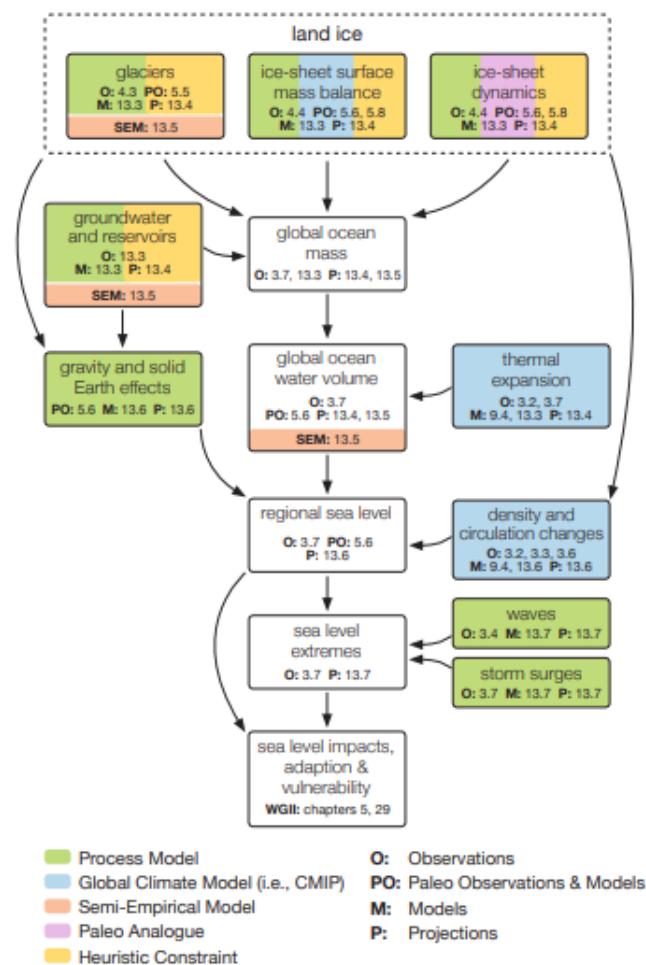 land ice
glaciers
O: 4.3 PO: 5.5
M: 13.3 P: 13.4
SEM: 13.5
ice-sheet surface
mass balance
O: 4.4 PO: 5.6, 5.8
M: 13.3 P: 13.4
ice-sheet
dynamics
O: 4.4 PO: 5.6, 5.8
M: 13.3 P: 13.4
groundwater
and reservoirs
O: 13.3
M: 13.3 P: 13.4
SEM: 13.5
global ocean
mass
O: 3.7, 13.3 P: 13.4, 13.5
gravity and solid
Earth effects
PO: 5.6 M: 13.6 P: 13.6
global ocean
water volume
O: 3.7
PO: 5.6 P: 13.4, 13.5
SEM: 13.5
thermal
expansion
O: 3.2, 3.7
M: 9.4, 13.3 P: 13.4
regional sea level
O: 3.7 PO: 5.6
P: 13.6
density and
circulation changes
O: 3.2, 3.3, 3.6
M: 9.4, 13.6 P: 13.6
sea level
extremes
O: 3.7 P: 13.7
waves
O: 3.4 M: 13.7 P: 13.7
storm surges
O: 3.7 M: 13.7 P: 13.7
sea level impacts,
adaption &
vulnerability
WGII: chapters 5, 29
Process Model
Global Climate Model (i.e., CMIP)
Semi-Empirical Model
Paleo Analogue
Heuristic Constraint
O: Observations
PO: Paleo Observations & Models
M: Models
P: Projections